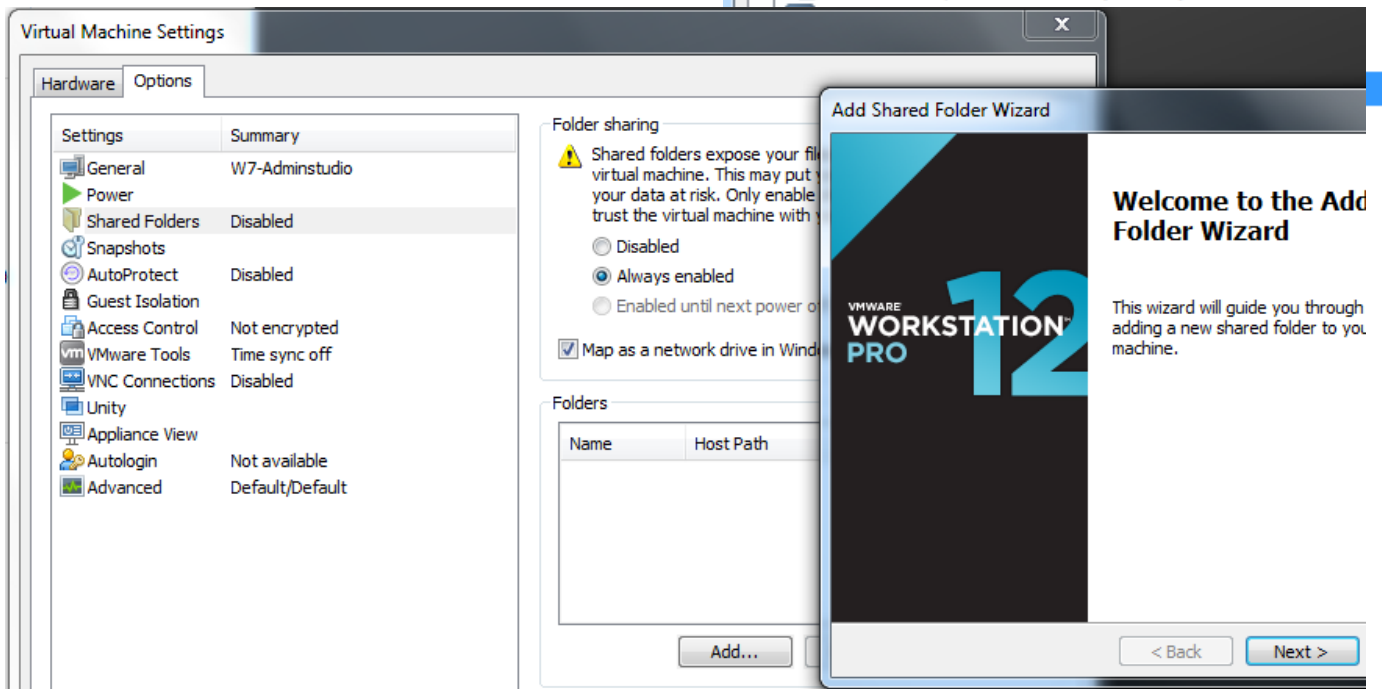 Virtual Machine Settings
x
Hardware Options
Settings Summary
General W7-Adminstudio
Power
Shared Folders Disabled
Snapshots
AutoProtect Disabled
Guest Isolation
Access Control Not encrypted
vm VMware Tools Time sync off
VNC Connections Disabled
Unity
Appliance View
Autologin Not available
Advanced Default/Default
Folder sharing
Shared folders expose your
virtual machine. This may put
your data at risk. Only enable
trust the virtual machine with
Disabled
Always enabled
Enabled until next power
Map as a network drive in
Folders
Name Host Path
Add...
Add Shared Folder Wizard
VMWARE
WORKSTATION™
PRO
12
Welcome to the Add
Folder Wizard
This wizard will guide you through
adding a new shared folder to
machine.
< Back Next >